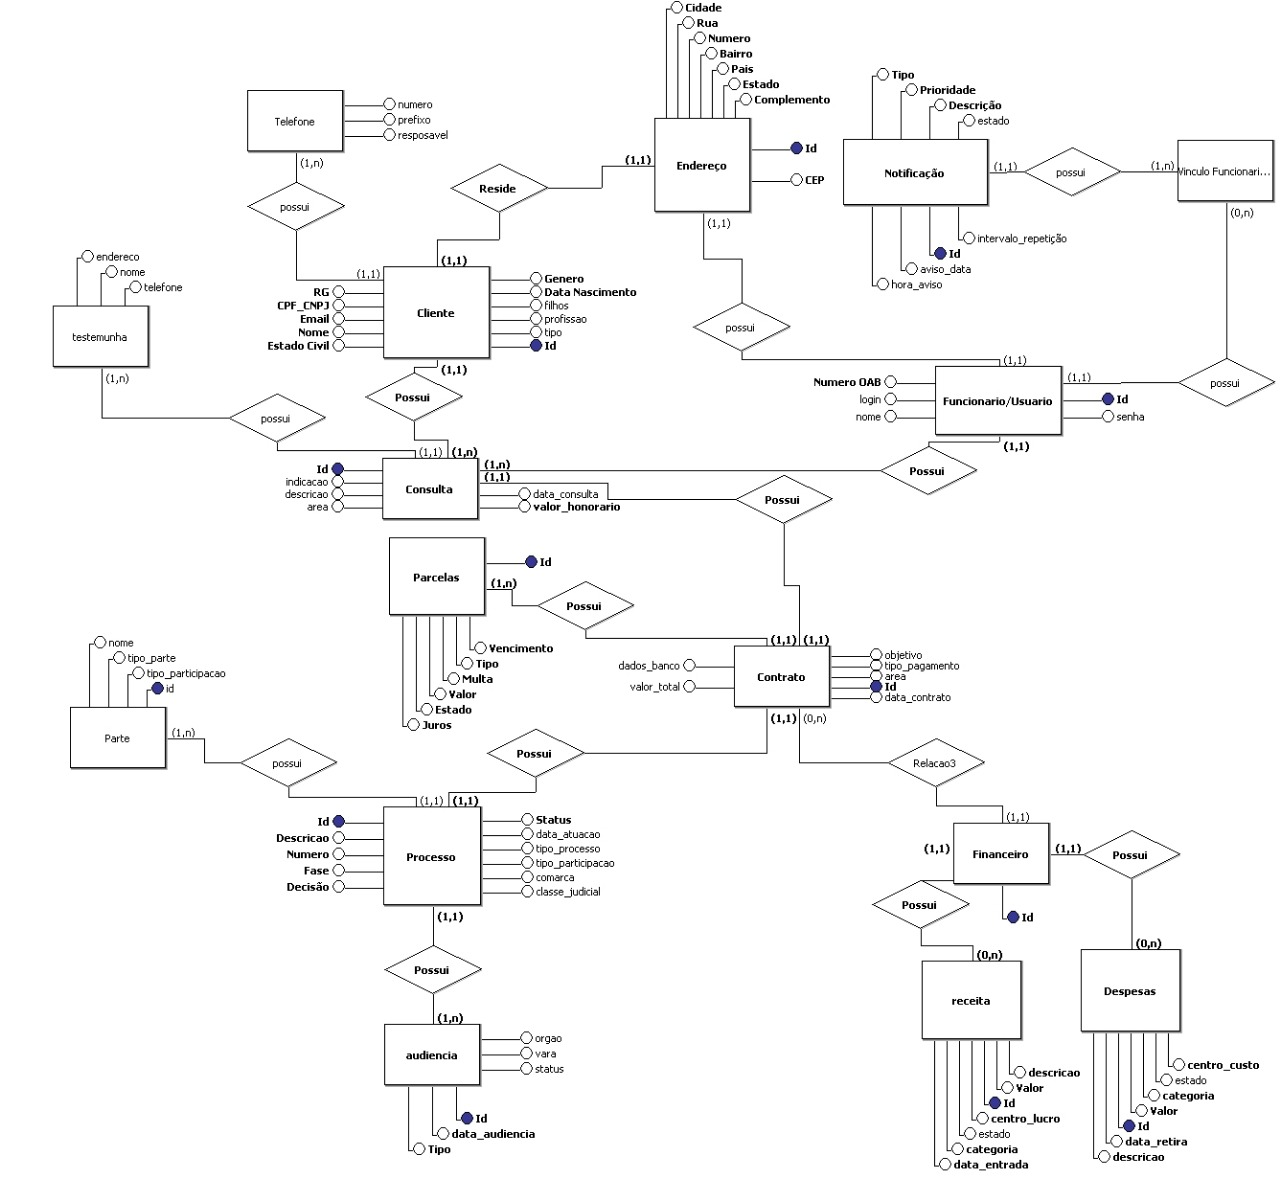 Cidade
Rua
Numero
Bairro
Pais
Estado
Complemento
(1,1)
Endereço
Id
CEP
(1,1)
Tipo
Prioridade
Descrição
estado
Notificação
(1,1)
possui
(1,n)
Vinculo Funcionari...
(0,n)
intervalo_repetição
Id
aviso_data
hora_aviso
Telefone
numero
prefixo
resposavel
(1,n)
possui
Reside
(1,1)
(1,1)
endereco
nome
telefone
testemunha
(1,n)
possui
RG
CPF_CNPJ
Email
Nome
Estado Civil
Cliente
Genero
Data Nascimento
filhos
profissao
tipo
Id
(1,1)
Possui
possui
(1,1)
Numero OAB
login
nome
Funcionario/Usuario
(1,1)
Id
senha
possui
(1,1)
Possui
(1,1)
(1,n)
Id
indicacao
descricao
area
Consulta
(1,n)
(1,1)
data_consulta
valor_honorario
Possui
Parcelas
Id
(1,n)
Possui
Vencimento
Tipo
Multa
Valor
Estado
Juros
(1,1)
(1,1)
dados_banco
valor_total
Contrato
objetivo
tipo_pagamento
area
Id
data_contrato
(1,1)
(0,n)
nome
tipo_parte
tipo_participacao
id
Parte
(1,n)
possui
Possui
Relacao3
(1,1)
(1,1)
Id
Descricao
Numero
Fase
Decisão
Processo
Status
data_atuacao
tipo_processo
tipo_participacao
comarca
classe_judicial
(1,1)
Possui
(1,n)
audiencia
orgao
vara
status
Id
data_audiencia
Tipo
(1,1)
(1,1)
Financeiro
(1,1)
Possui
Possui
Id
(0,n)
receita
descricao
Valor
Id
centro_lucro
estado
categoria
data_entrada
(0,n)
Despesas
centro_custo
estado
categoria
Valor
Id
data_retira
descricao